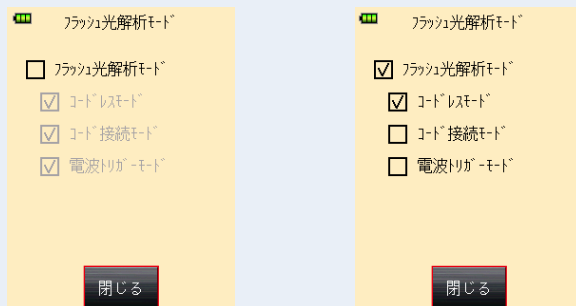 ﾌﾗｯｼｭ光解析ﾓｰﾄﾞ
ﾌﾗｯｼｭ光解析ﾓｰﾄﾞ
ｺｰﾄﾞﾚｽﾓｰﾄﾞ
ｺｰﾄﾞ接続ﾓｰﾄﾞ
電波ﾄﾘｶﾞｰﾓｰﾄﾞ
閉じる
ﾌﾗｯｼｭ光解析ﾓｰﾄﾞ
ﾌﾗｯｼｭ光解析ﾓｰﾄﾞ
ｺｰﾄﾞﾚｽﾓｰﾄﾞ
ｺｰﾄﾞ接続ﾓｰﾄﾞ
電波ﾄﾘｶﾞｰﾓｰﾄﾞ
閉じる